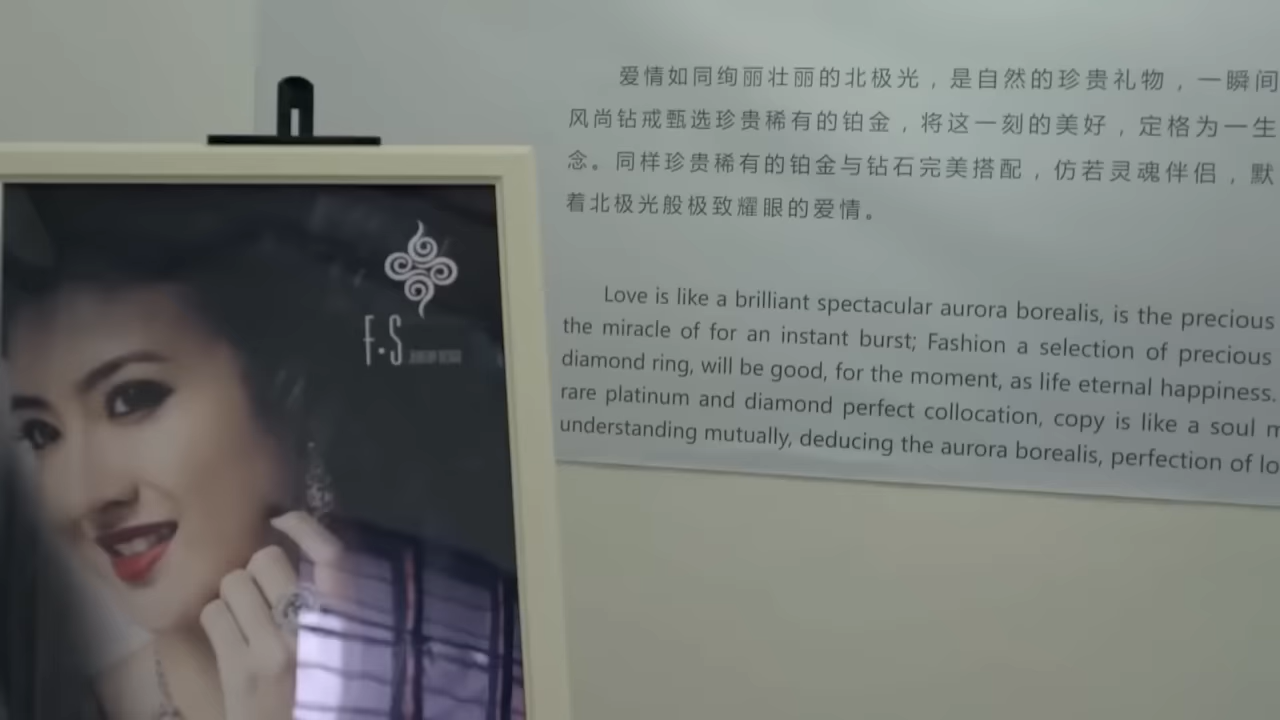 爱情如同绚丽壮丽的北极光，是自然的珍贵礼物，一瞬间
风尚钻戒甄选珍贵稀有的铂金，将这一刻的美好，定格为一生
念。同样珍贵稀有的铂金与钻石完美搭配，仿若灵魂伴侣，默
着北极光般极致耀眼的爱情。
Love is like a brilliant spectacular aurora borealis, is the precious
the miracle of for an instant burst; Fashion a selection of precious
diamond ring, will be good, for the moment, as life eternal happiness.
rare platinum and diamond perfect collocation, copy is like a soul m
understanding mutually, deducing the aurora borealis, perfection of lo
F·S